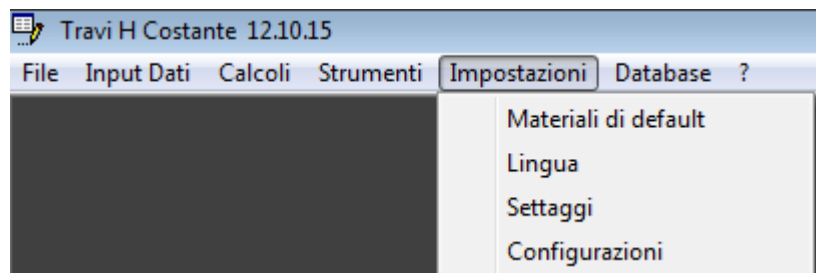 Travi H Costante 12.10.15
File Input Dati Calcoli Strumenti Impostazioni Database ?
Materiali di default
Lingua
Settaggi
Configurazioni